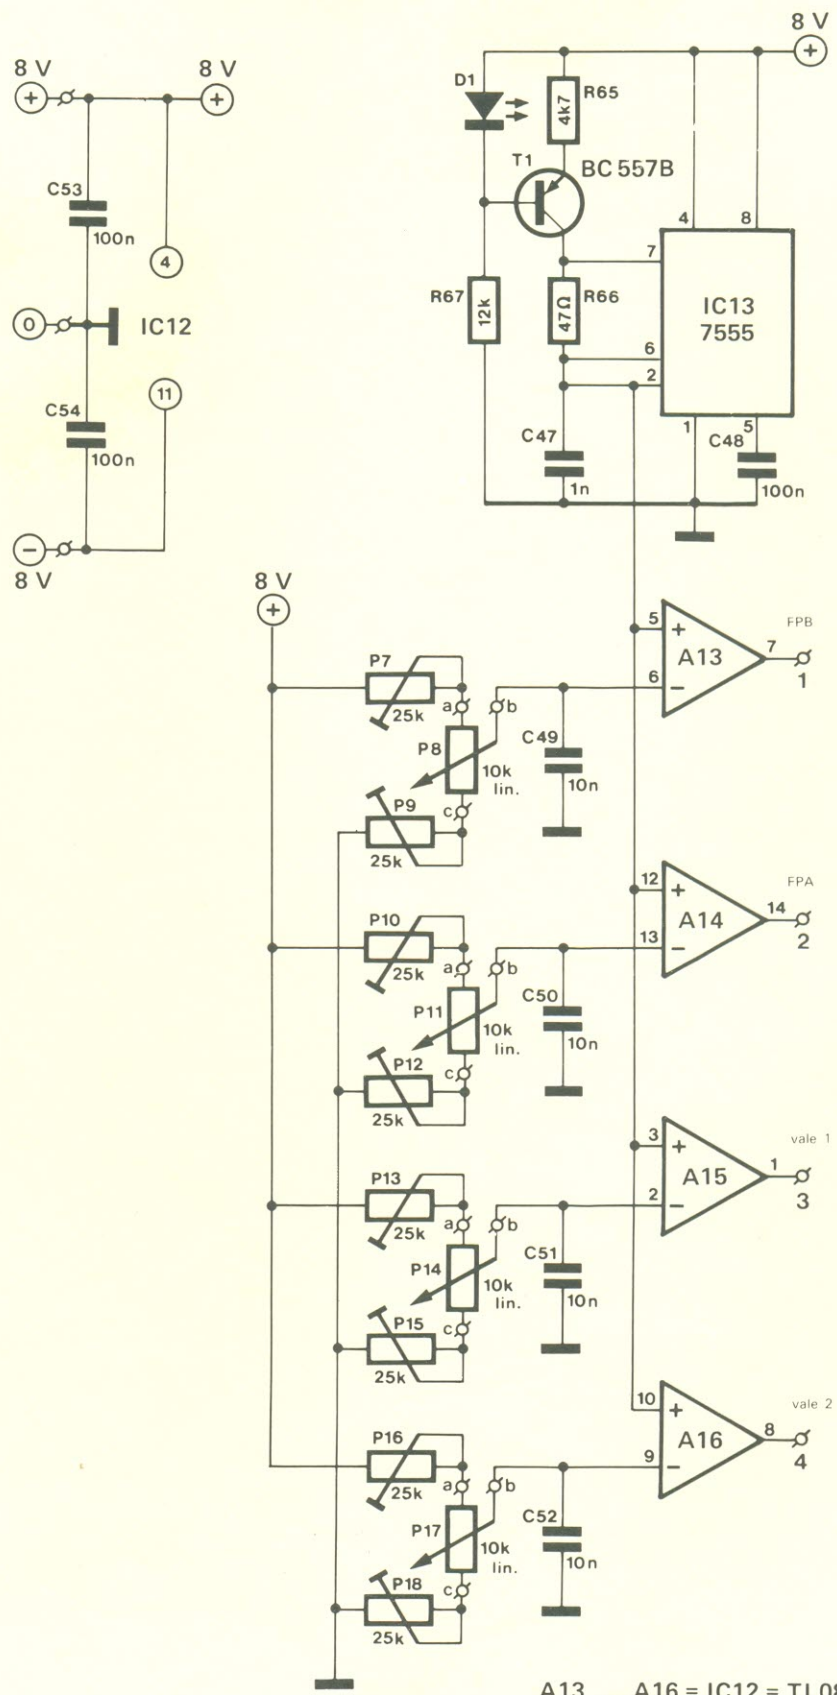 8 V
8 V
8 V
+
+
+
D1
R65
4k7
T1
BC 557B
C53
100n
4
4
8
7
R67
12k
47Ω
R66
IC13
7555
0
IC12
6
2
11
C54
100n
1
5
C47
1n
C48
100n
−
8 V
8 V
+
5
+
A13
FPB
7
1
P7
25k
6
−
a
b
P8
10k
lin.
C49
10n
P9
c
25k
12
+
A14
FPA
14
2
P10
25k
13
−
a
b
P11
10k
lin.
C50
10n
P12
c
25k
3
+
A15
vale 1
1
3
P13
25k
2
−
a
b
P14
10k
lin.
C51
10n
P15
c
25k
10
+
A16
vale 2
8
4
P16
25k
9
−
a
b
P17
10k
lin.
C52
10n
P18
c
25k
A13 A16 = IC12 =